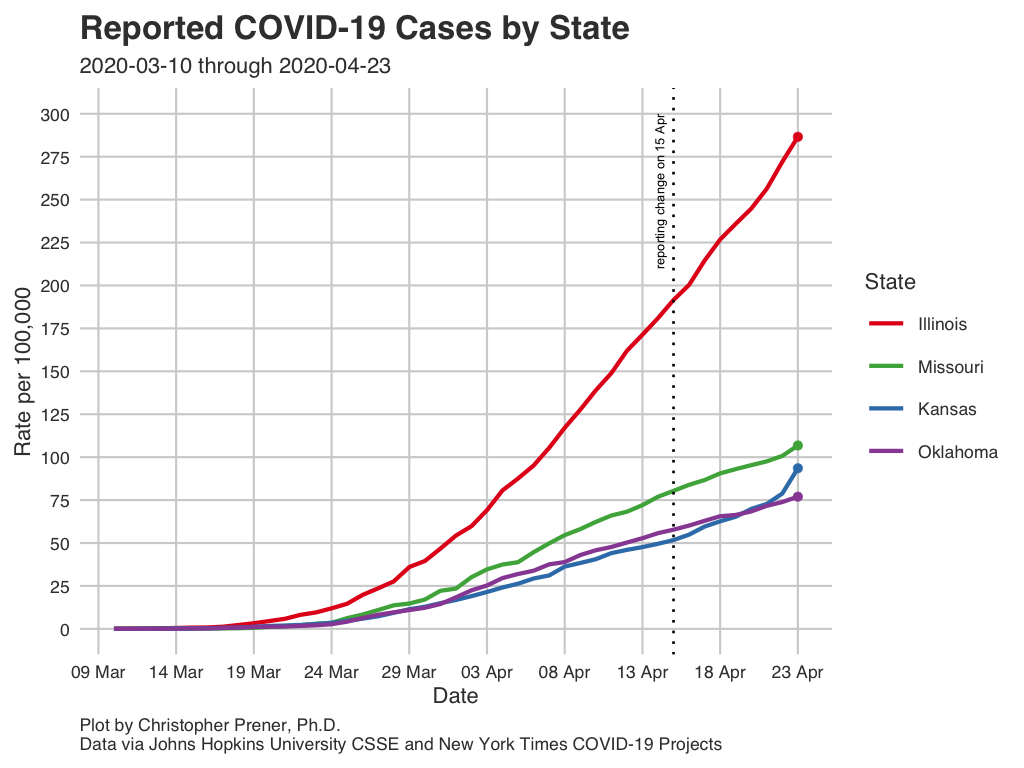 Reported COVID-19 Cases by State
2020-03-10 through 2020-04-23
Rate per 100,000
300
275
250
225
200
175
150
125
100
75
50
25
0
reporting change on 15 Apr
State
Illinois
Missouri
Kansas
Oklahoma
09 Mar 14 Mar 19 Mar 24 Mar 29 Mar 03 Apr 08 Apr 13 Apr 18 Apr 23 Apr
Date
Plot by Christopher Prener, Ph.D.
Data via Johns Hopkins University CSSE and New York Times COVID-19 Projects